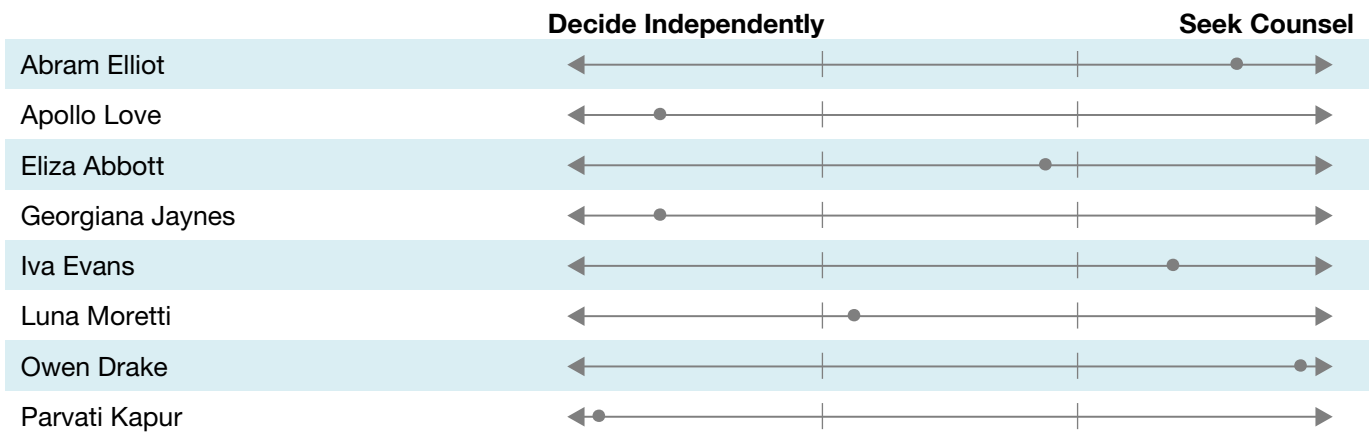 Decide Independently Seek Counsel
Abram Elliot
Apollo Love
Eliza Abbott
Georgiana Jaynes
Iva Evans
Luna Moretti
Owen Drake
Parvati Kapur